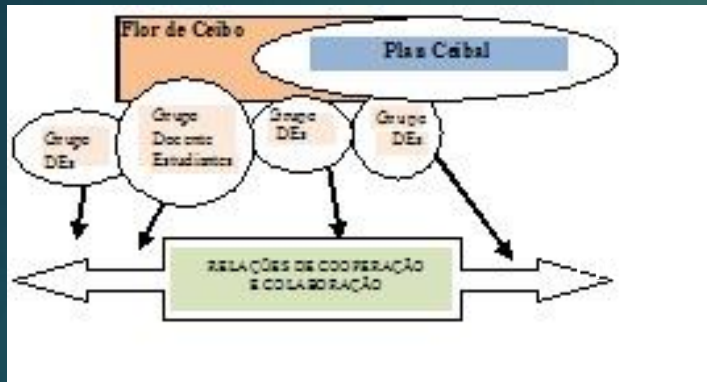 Flor de Ceibo
Plan Ceibal
Grupo
DEs
Grupo
Docente
Estudiantes
Grupo
DEs
Grupo
DEs
RELAÇÕES DE COOPERAÇÃO
E COLABORAÇÃO